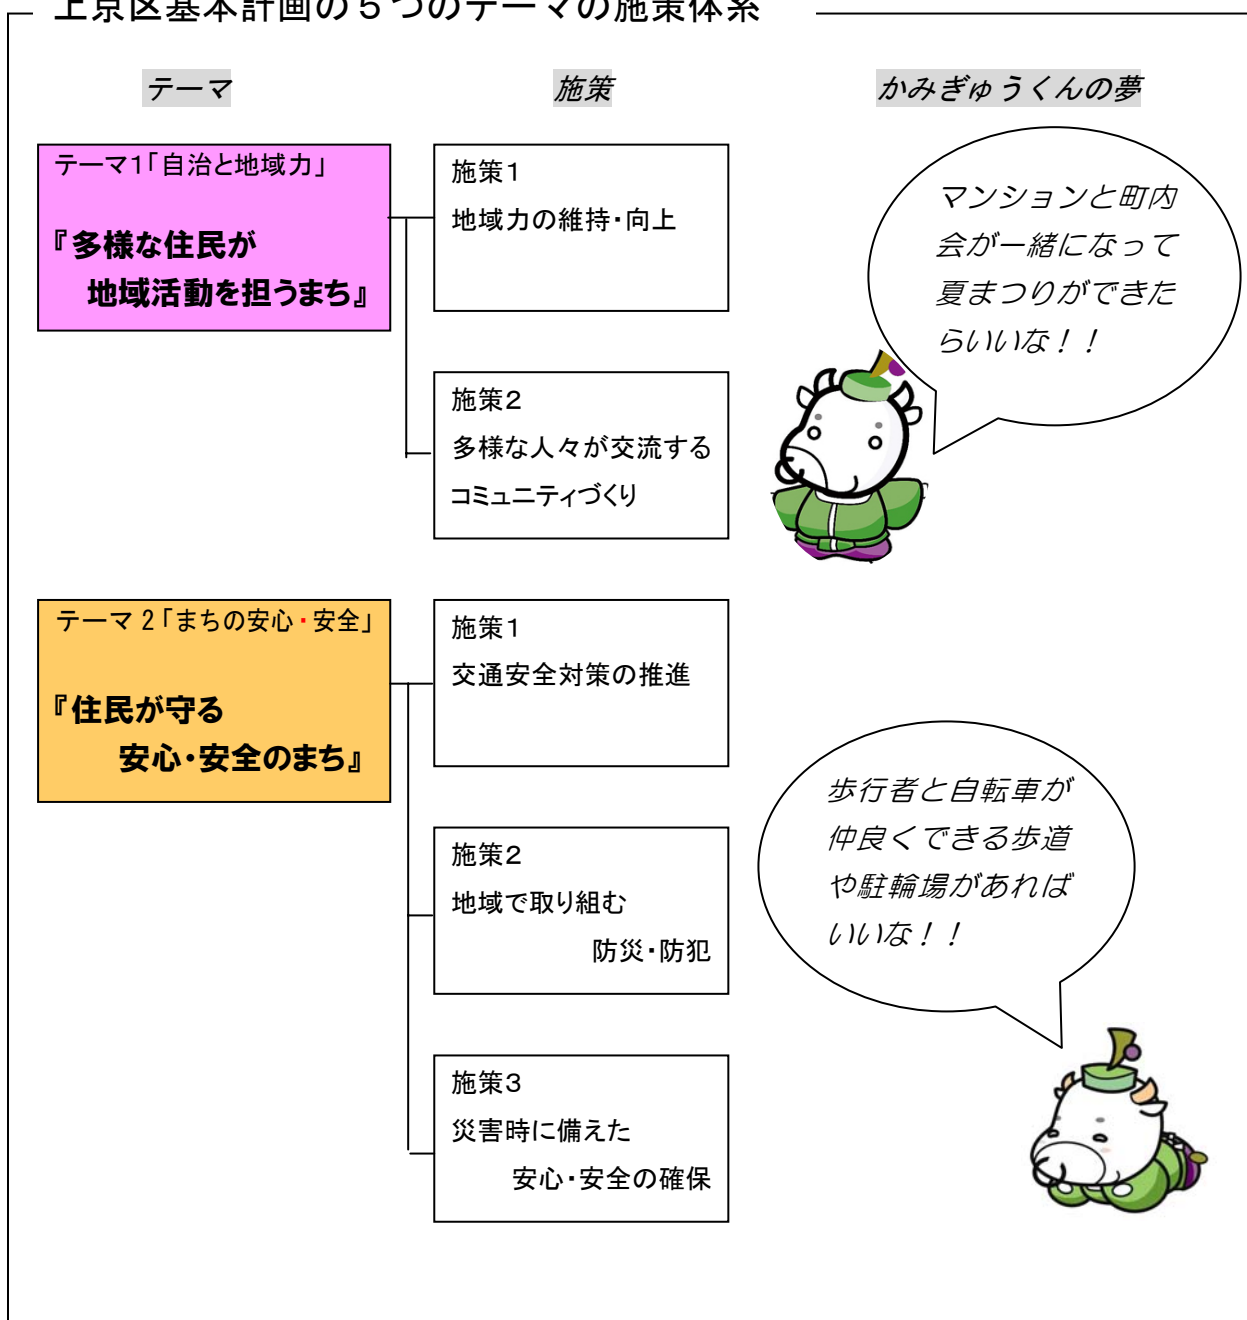 上京区基本計画の５つのテーマの施策体系
テーマ
施策
かみぎゅうくんの夢
テーマ1「自治と地域力」
『多様な住民が
地域活動を担うまち』
施策1
地域力の維持・向上
施策2
多様な人々が交流する
コミュニティづくり
マンションと町内
会が一緒になって
夏まつりができた
らいいな！！
テーマ 2「まちの安心・安全」
『住民が守る
安心・安全のまち』
施策1
交通安全対策の推進
施策2
地域で取り組む
防災・防犯
施策3
災害時に備えた
安心・安全の確保
歩行者と自転車が
仲良くできる歩道
や駐輪場があれば
いいな！！